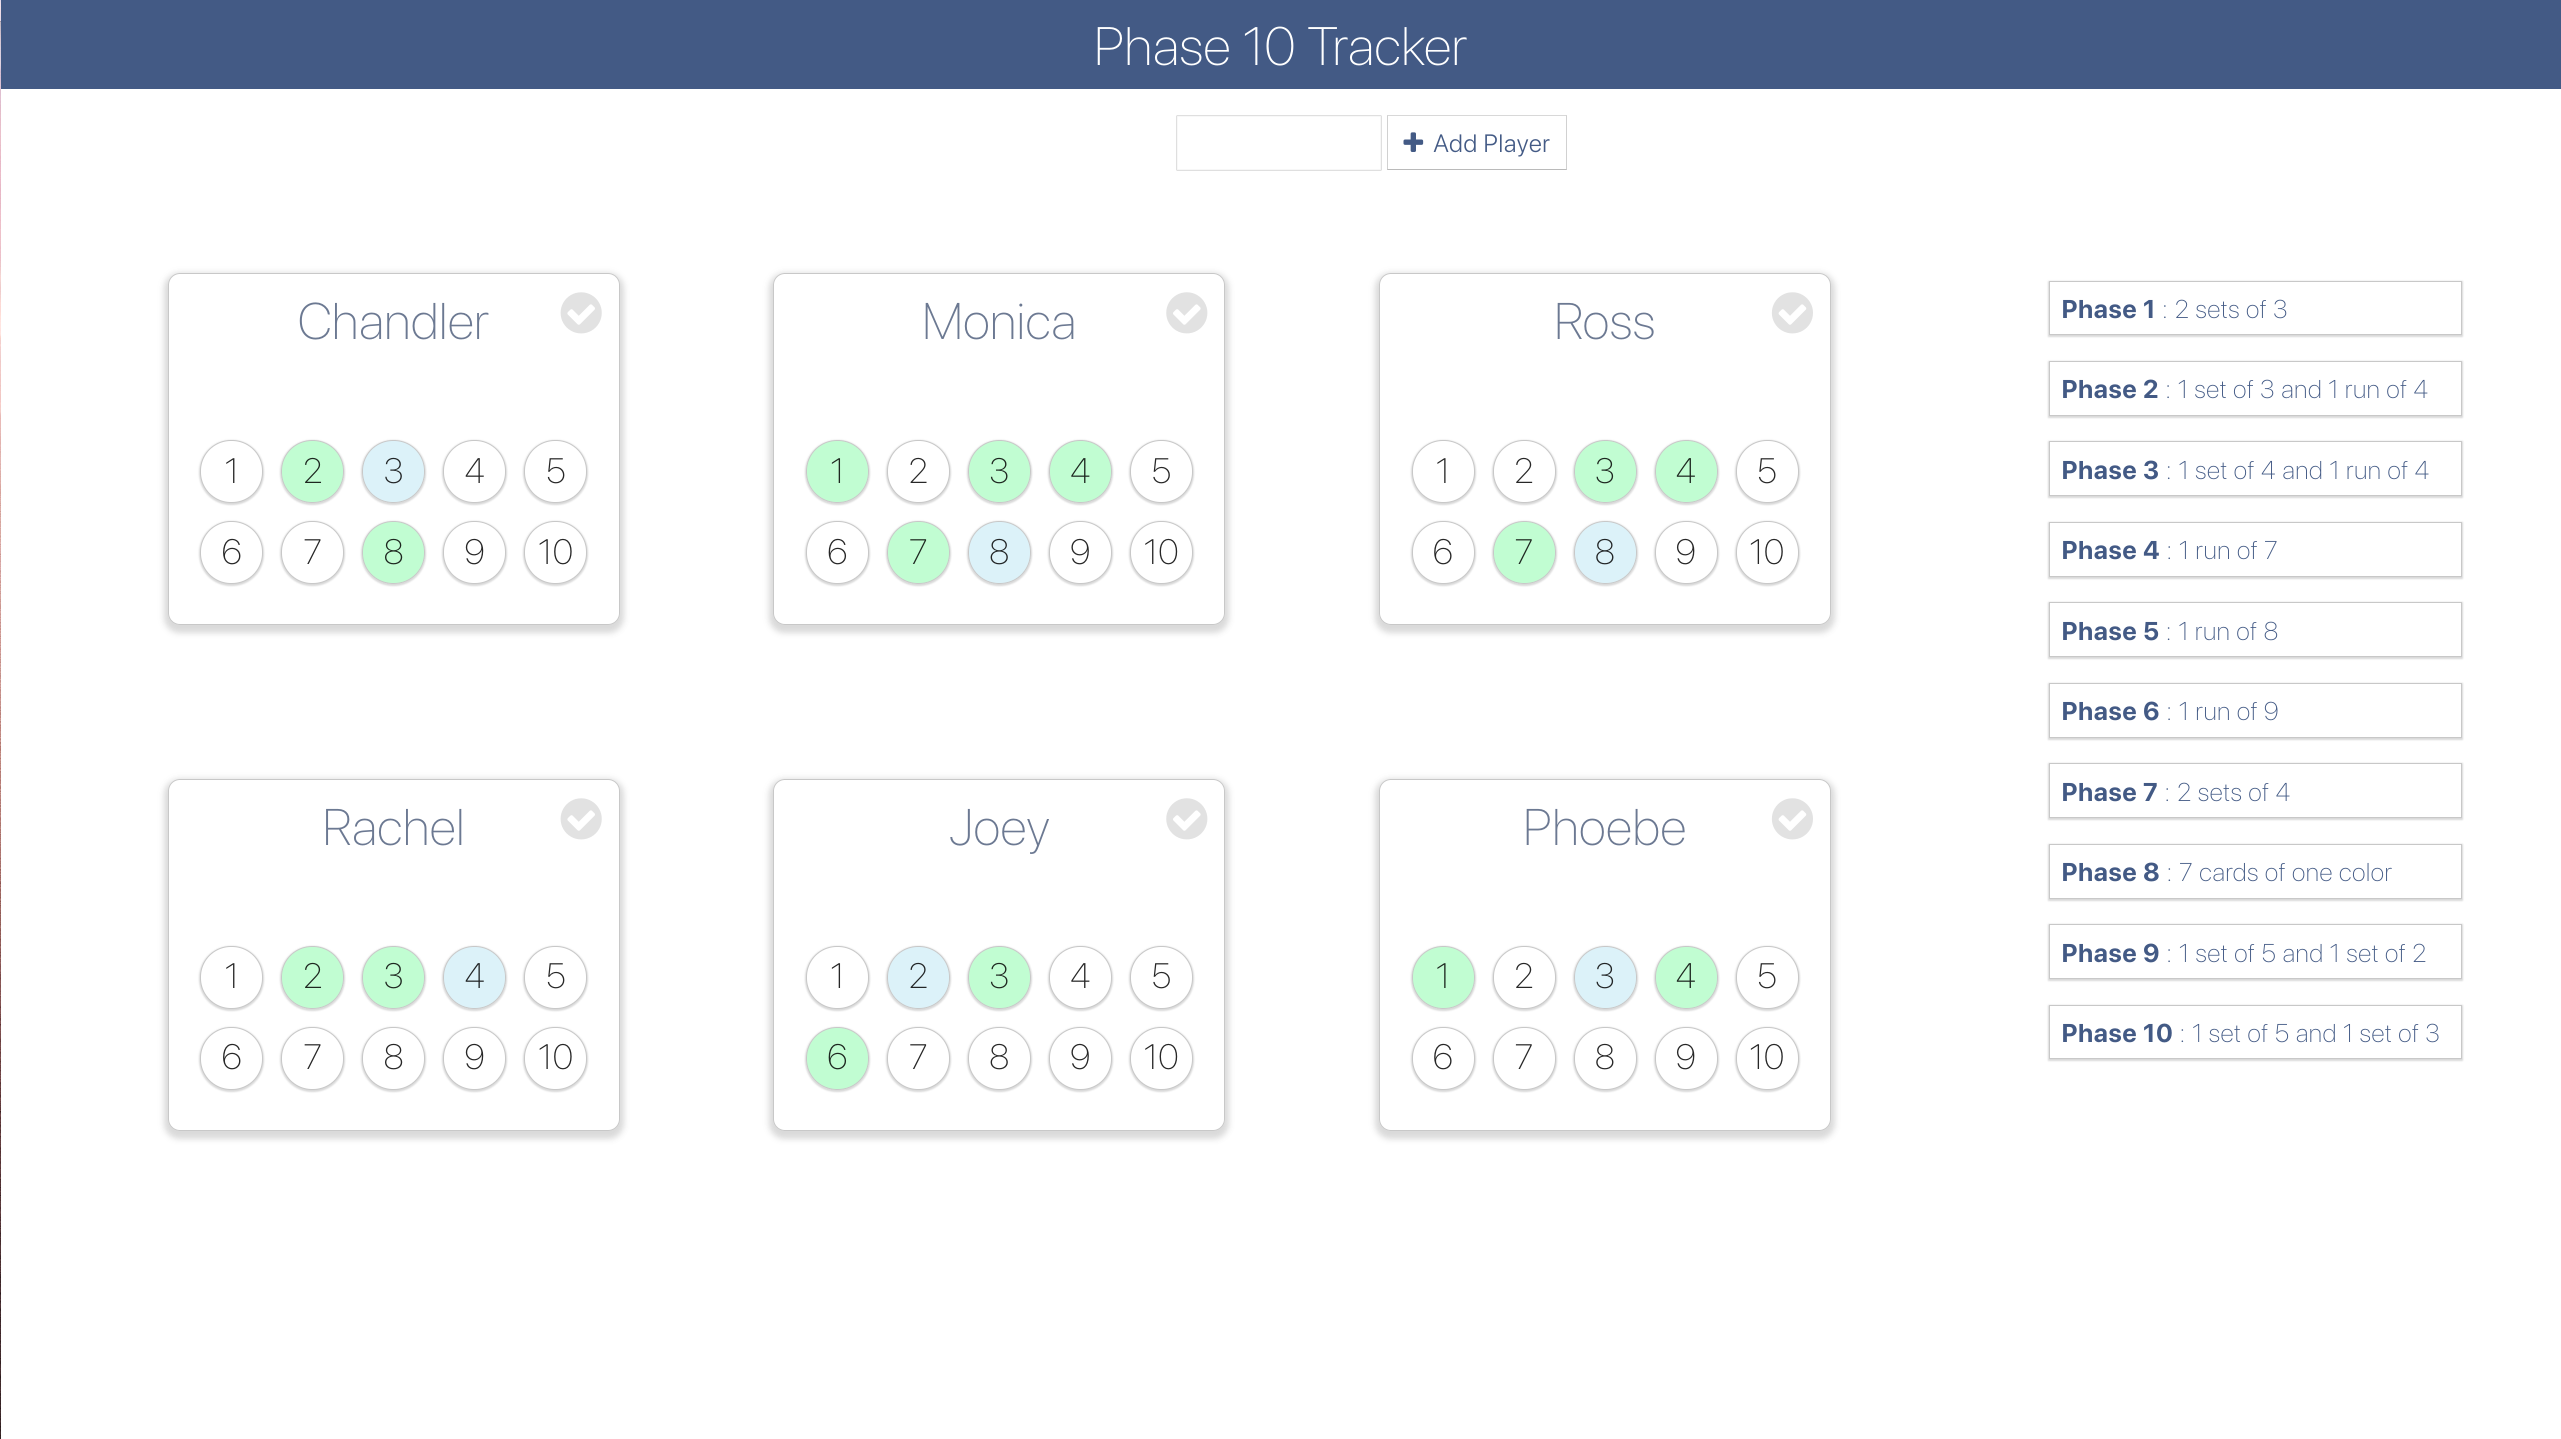 Phase 10 Tracker
Add Player
Chandler
1 2 3 4 5
6 7 8 9 10
Monica
1 2 3 4 5
6 7 8 9 10
Ross
1 2 3 4 5
6 7 8 9 10
Rachel
1 2 3 4 5
6 7 8 9 10
Joey
1 2 3 4 5
6 7 8 9 10
Phoebe
1 2 3 4 5
6 7 8 9 10
Phase 1 : 2 sets of 3
Phase 2 : 1 set of 3 and 1 run of 4
Phase 3 : 1 set of 4 and 1 run of 4
Phase 4 : 1 run of 7
Phase 5 : 1 run of 8
Phase 6 : 1 run of 9
Phase 7 : 2 sets of 4
Phase 8 : 7 cards of one color
Phase 9 : 1 set of 5 and 1 set of 2
Phase 10 : 1 set of 5 and 1 set of 3